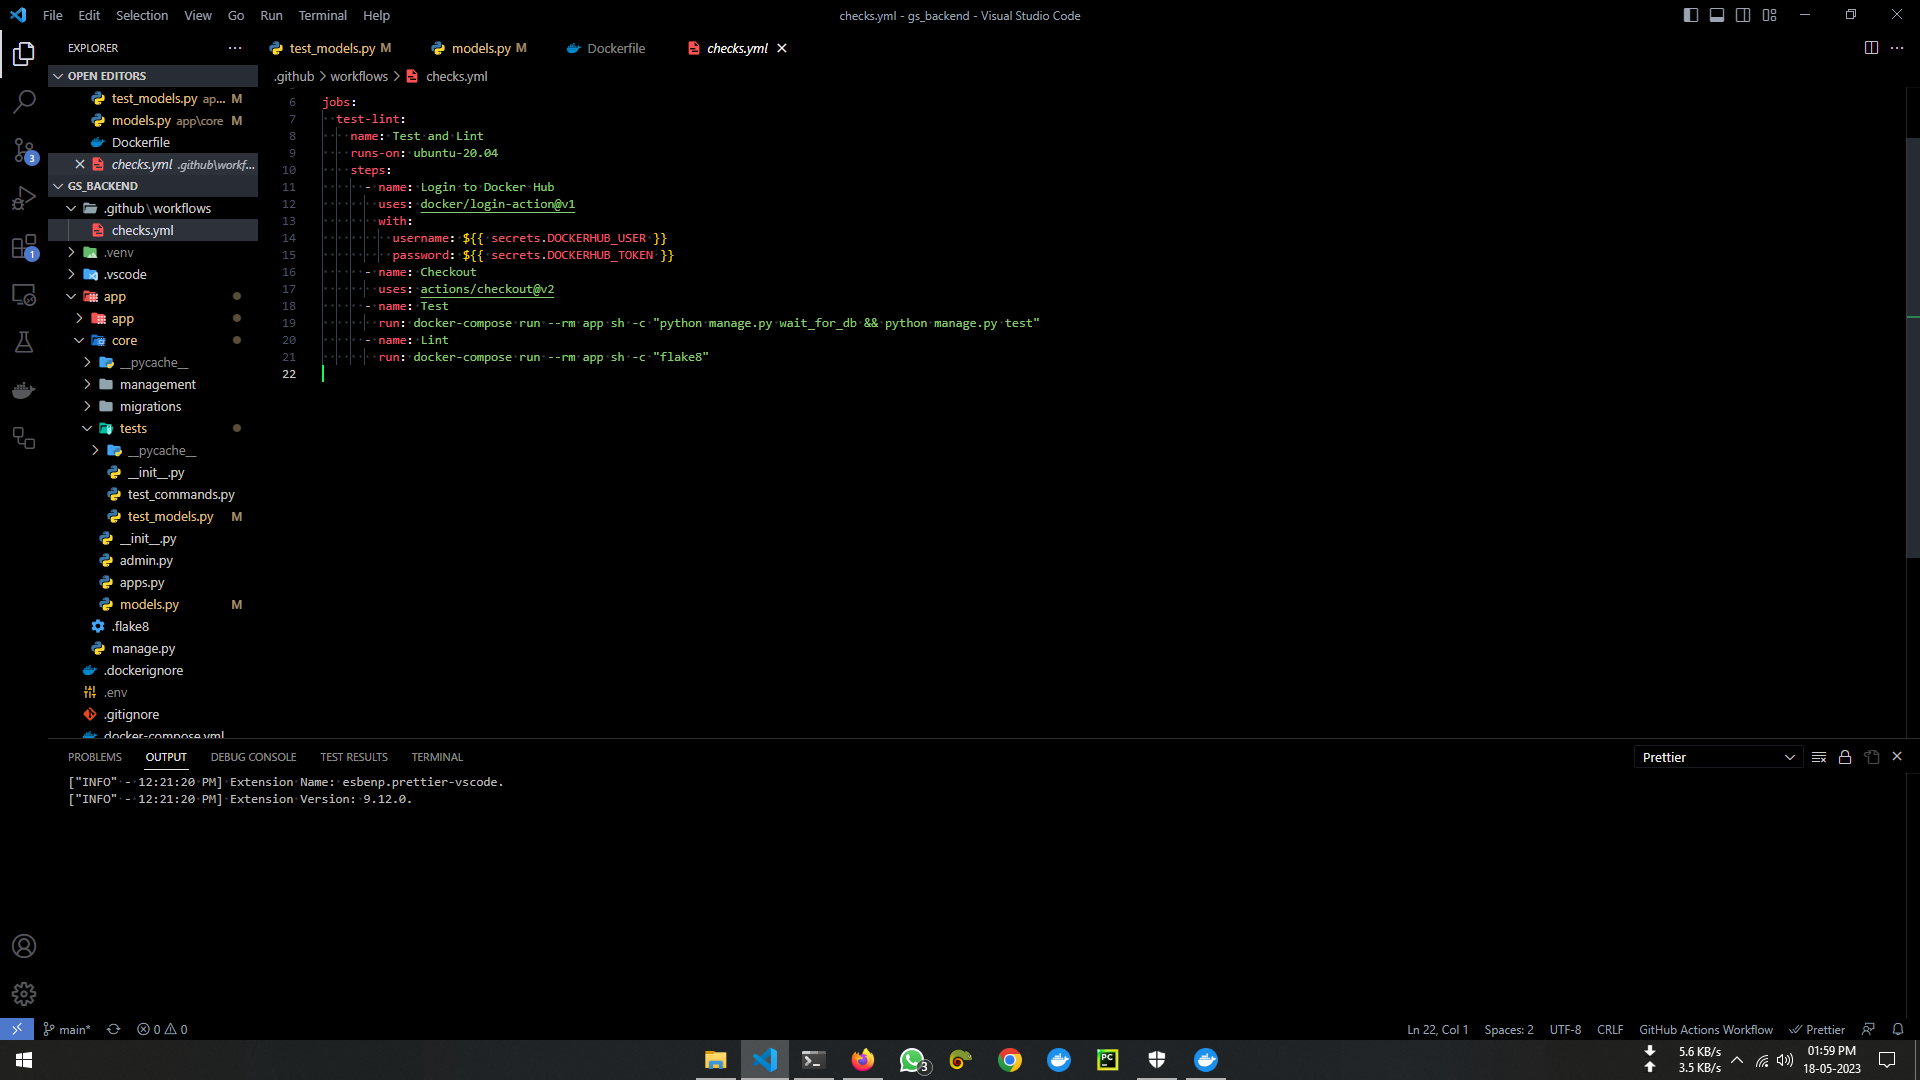 File Edit Selection View Go Run Terminal Help
checks.yml - gs_backend - Visual Studio Code
EXPLORER
test_models.py M
models.py M
Dockerfile
checks.yml
OPEN EDITORS
test_models.py ap... M
models.py app\core M
Dockerfile
checks.yml .github\workf...
GS_BACKEND
.github\workflows
checks.yml
.venv
.vscode
app
app
core
__pycache__
management
migrations
tests
__pycache__
__init__.py
test_commands.py
test_models.py M
__init__.py
admin.py
apps.py
models.py M
.flake8
manage.py
.dockerignore
.env
.gitignore
docker-compose.yml
.github > workflows > checks.yml
6 jobs:
7 test-lint:
8 name: Test and Lint
9 runs-on: ubuntu-20.04
10 steps:
11 - name: Login to Docker Hub
12 uses: docker/login-action@v1
13 with:
14 username: ${{ secrets.DOCKERHUB_USER }}
15 password: ${{ secrets.DOCKERHUB_TOKEN }}
16 - name: Checkout
17 uses: actions/checkout@v2
18 - name: Test
19 run: docker-compose run --rm app sh -c "python manage.py wait_for_db && python manage.py test"
20 - name: Lint
21 run: docker-compose run --rm app sh -c "flake8"
22
PROBLEMS OUTPUT DEBUG CONSOLE TEST RESULTS TERMINAL
Prettier
["INFO" - 12:21:20 PM] Extension Name: esbenp.prettier-vscode.
["INFO" - 12:21:20 PM] Extension Version: 9.12.0.
3
1
main* 0 0
Ln 22, Col 1 Spaces: 2 UTF-8 CRLF GitHub Actions Workflow Prettier
3
PC
5.6 KB/s
3.5 KB/s
01:59 PM
18-05-2023